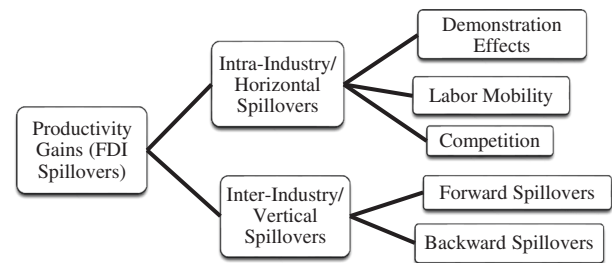 Productivity
Gains (FDI
Spillovers)
Intra-Industry/
Horizontal
Spillovers
Demonstration
Effects
Labor Mobility
Competition
Inter-Industry/
Vertical
Spillovers
Forward Spillovers
Backward Spillovers